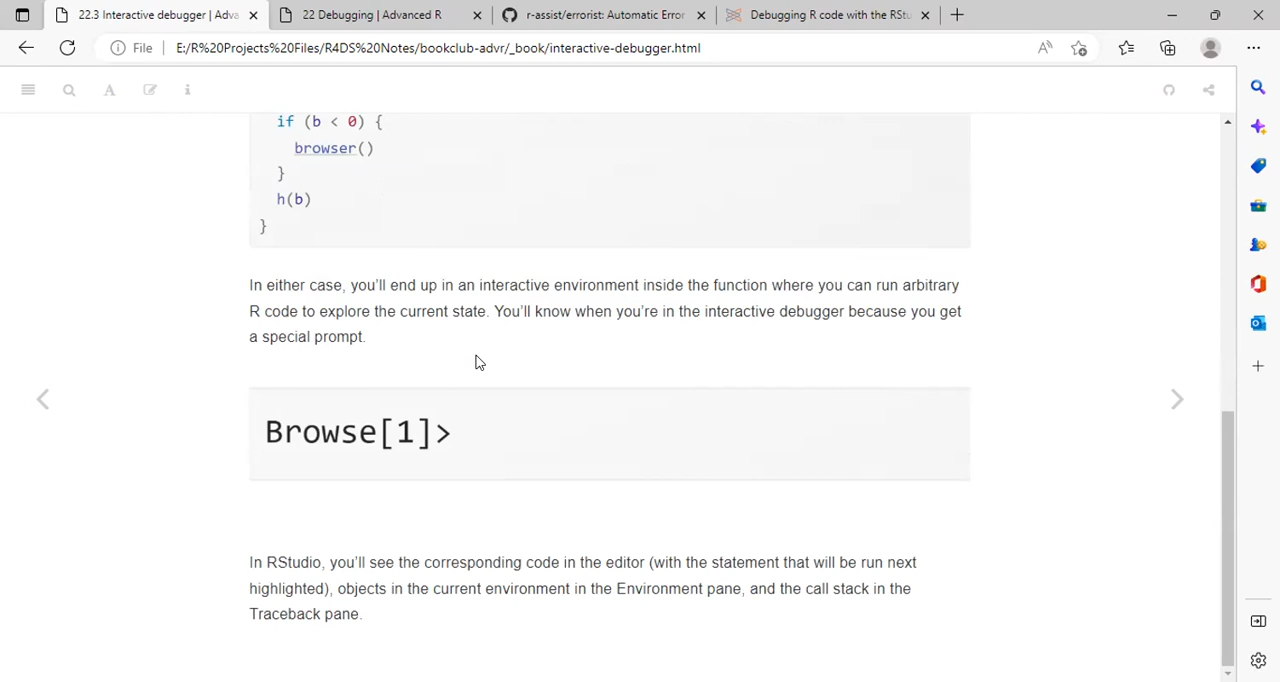 22.3 Interactive debugger | Adva
22 Debugging | Advanced R
r-assist/errorist: Automatic Error
Debugging R code with the RStu
File
E:/R%20Projects%20Files/R4DS%20Notes/bookclub-advr/_book/interactive-debugger.html
if (b < 0) {
browser()
}
h(b)
}
In either case, you'll end up in an interactive environment inside the function where you can run arbitrary
R code to explore the current state. You'll know when you're in the interactive debugger because you get
a special prompt.
Browse[1]>
In RStudio, you'll see the corresponding code in the editor (with the statement that will be run next
highlighted), objects in the current environment in the Environment pane, and the call stack in the
Traceback pane.